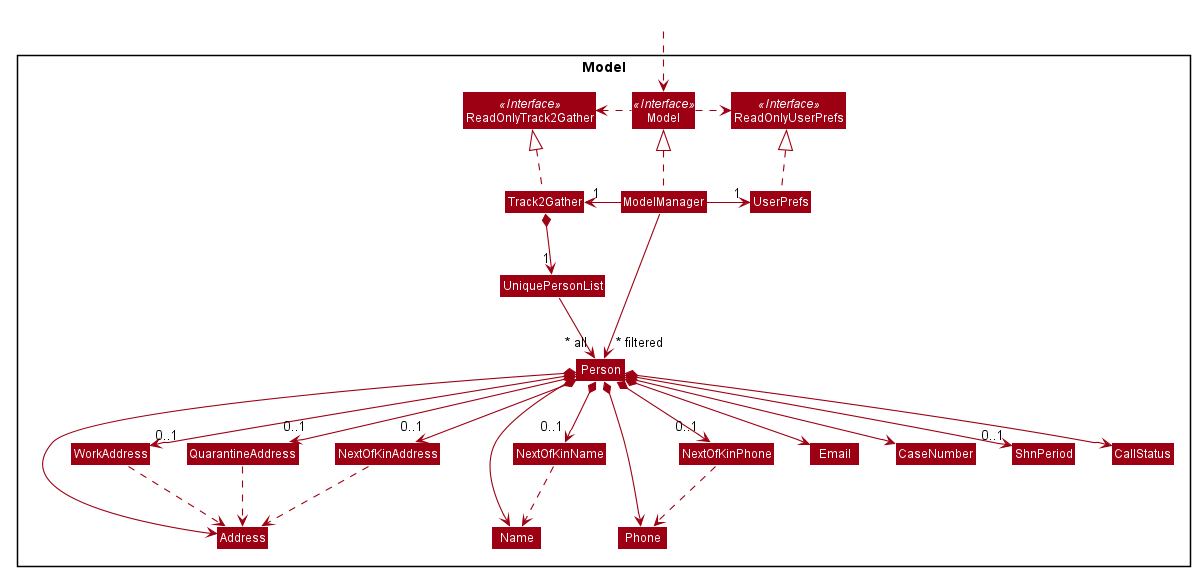 Model
«Interface»
ReadOnlyTrack2Gather
«Interface»
Model
«Interface»
ReadOnlyUserPrefs
Track2Gather
1
ModelManager
1
UserPrefs
1
UniquePersonList
* all
* filtered
Person
0..1
0..1
0..1
0..1
0..1
0..1
WorkAddress
QuarantineAddress
NextOfKinAddress
NextOfKinName
NextOfKinPhone
Email
CaseNumber
ShnPeriod
CallStatus
Address
Name
Phone